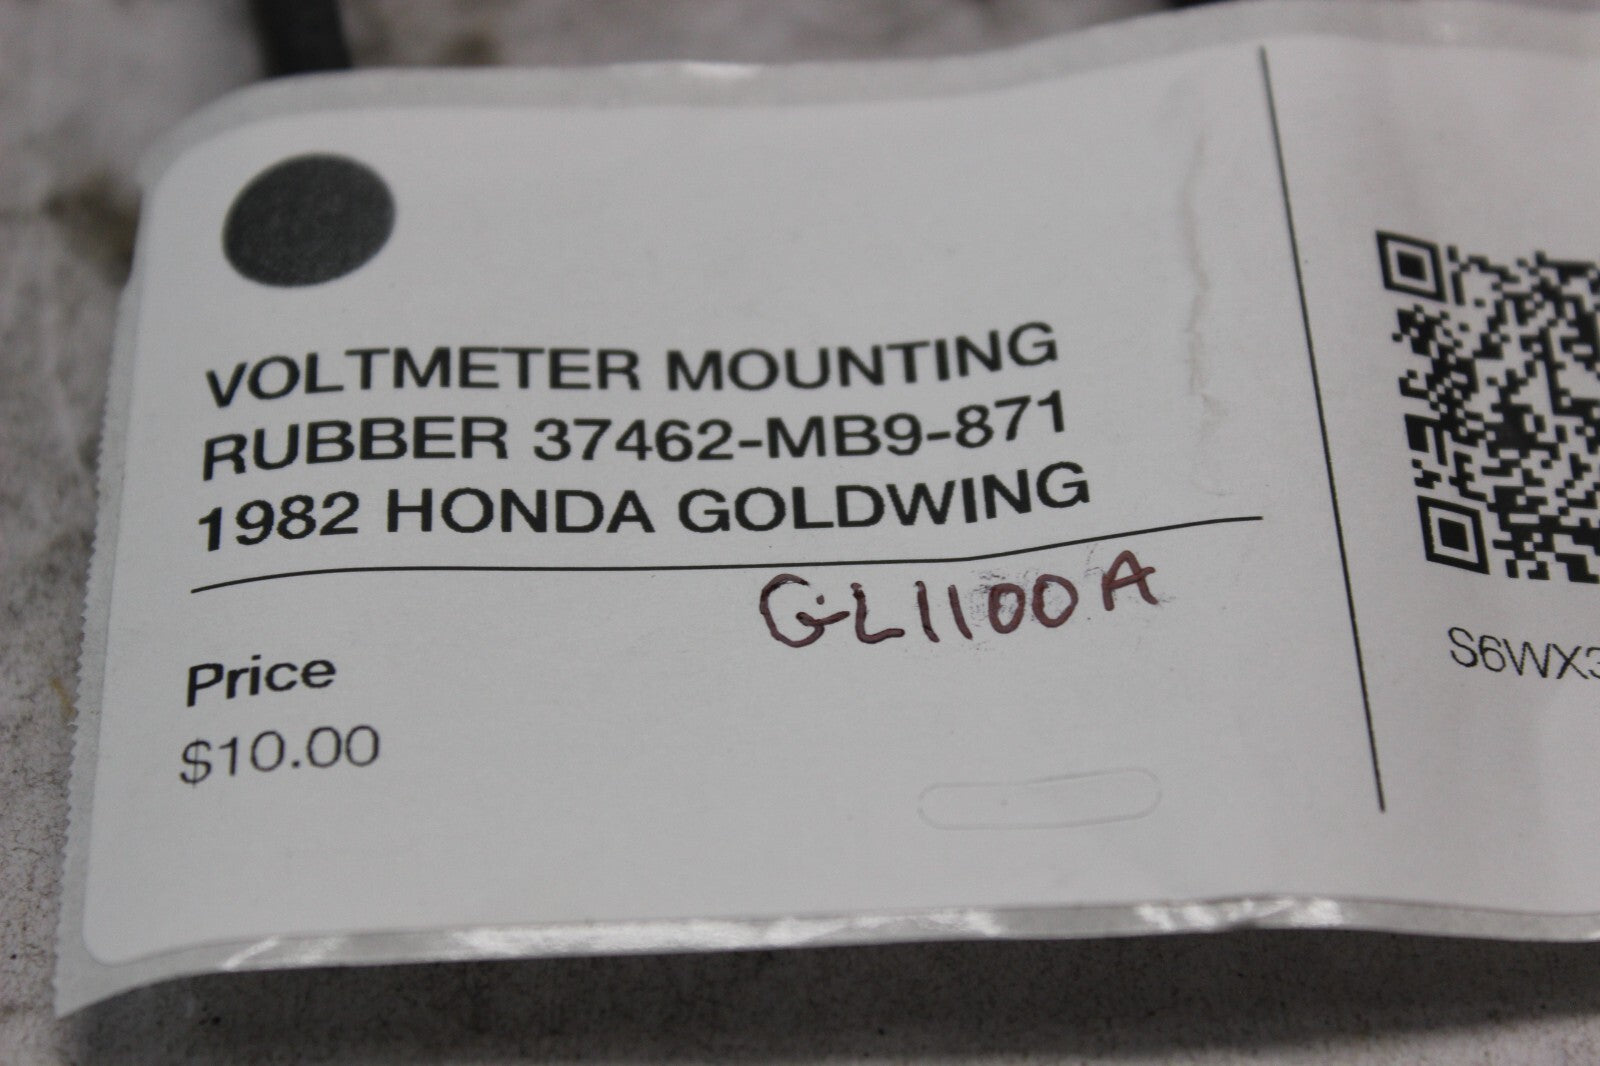 VOLTMETER MOUNTING
RUBBER 37462-MB9-871
1982 HONDA GOLDWING
GL1100A
Price
$10.00